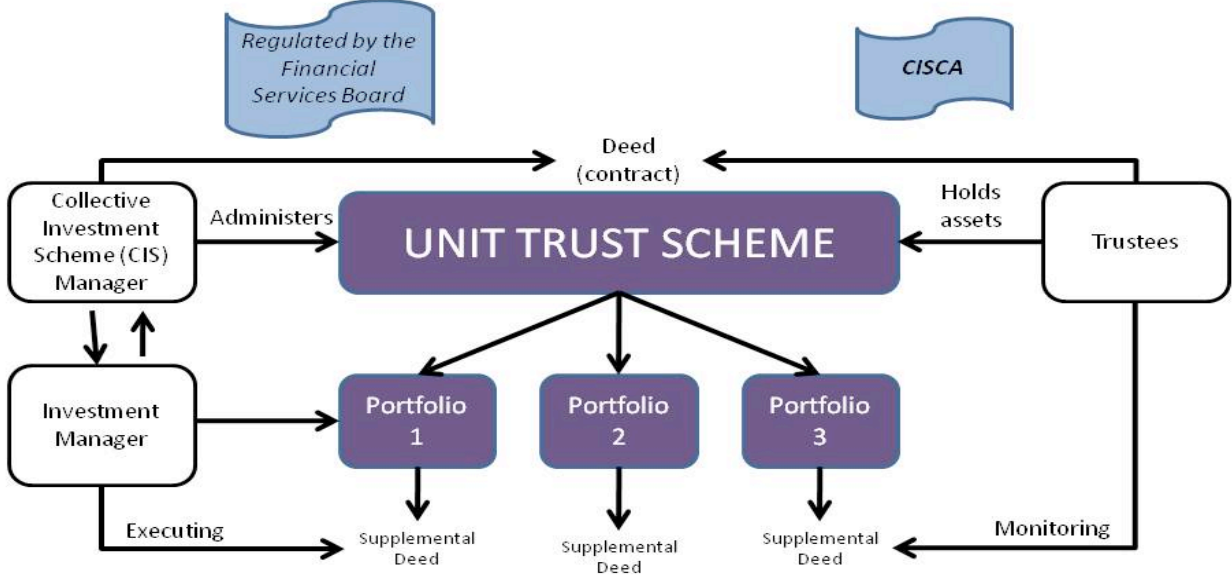 Regulated by the
Financial
Services Board
CISCA
Deed
(contract)
Collective
Investment
Scheme (CIS)
Manager
Administers
UNIT TRUST SCHEME
Holds
assets
Trustees
Investment
Manager
Portfolio
1
Portfolio
2
Portfolio
3
Executing
Supplemental
Deed
Supplemental
Deed
Supplemental
Deed
Monitoring